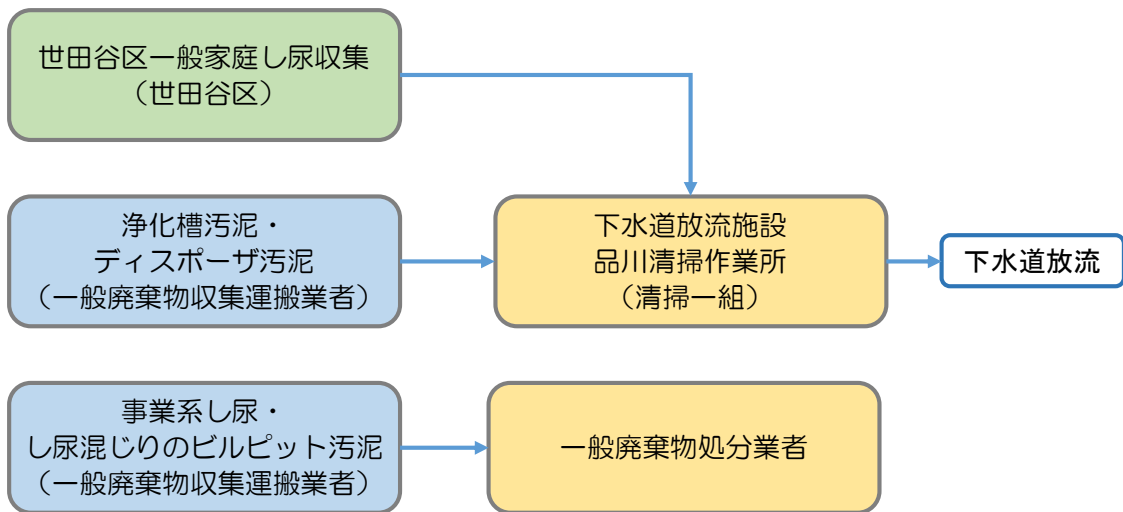 世田谷区一般家庭し尿収集
（世田谷区）
浄化槽汚泥・
ディスポーザ汚泥
（一般廃棄物収集運搬業者）
下水道放流施設
品川清掃作業所
（清掃一組）
下水道放流
事業系し尿・
し尿混じりのビルピット汚泥
（一般廃棄物収集運搬業者）
一般廃棄物処分業者